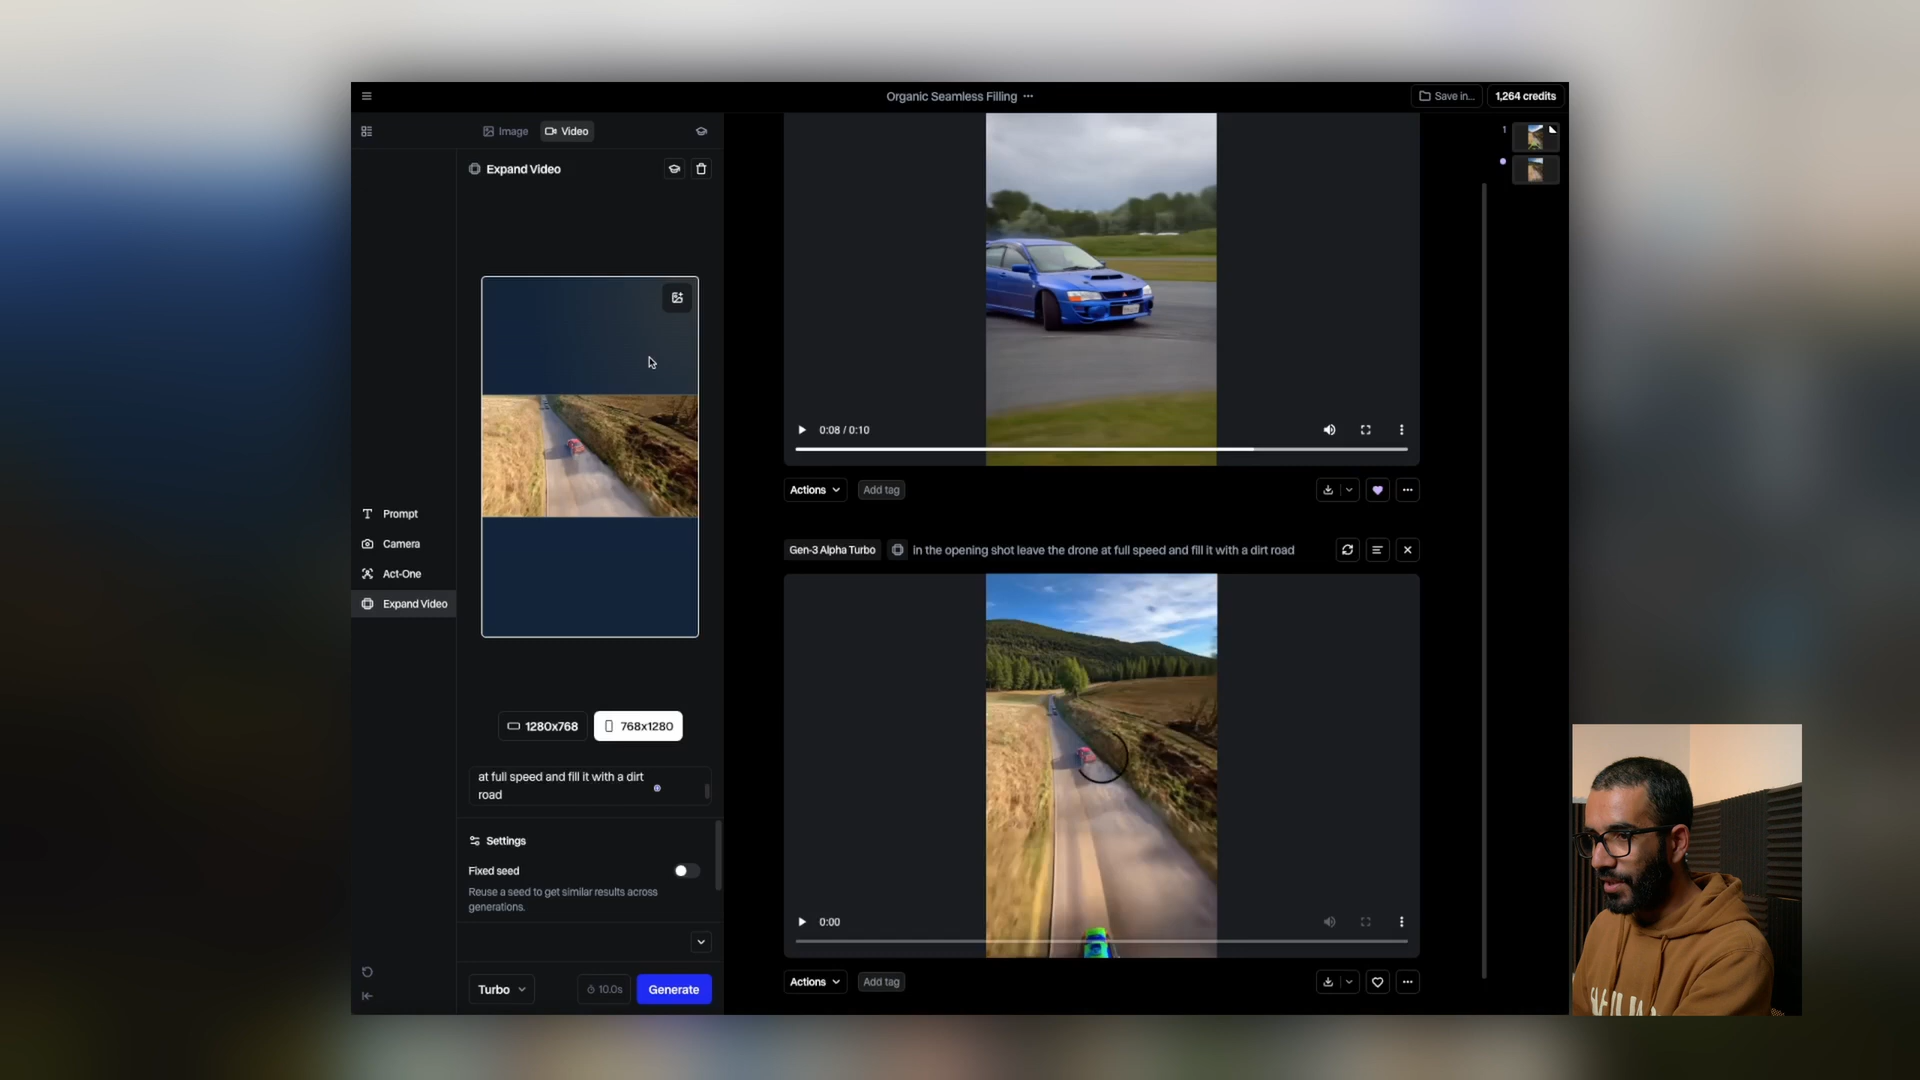 Organic Seamless Filling
Save in...
1,264 credits
Image
Video
Expand Video
1
0:08 / 0:10
Actions
Add tag
Prompt
Camera
Act-One
Expand Video
Gen-3 Alpha Turbo
in the opening shot leave the drone at full speed and fill it with a dirt road
1280x768
768x1280
at full speed and fill it with a dirt
road
Settings
Fixed seed
Reuse a seed to get similar results across
generations.
0:00
Turbo
10.0s
Generate
Actions
Add tag